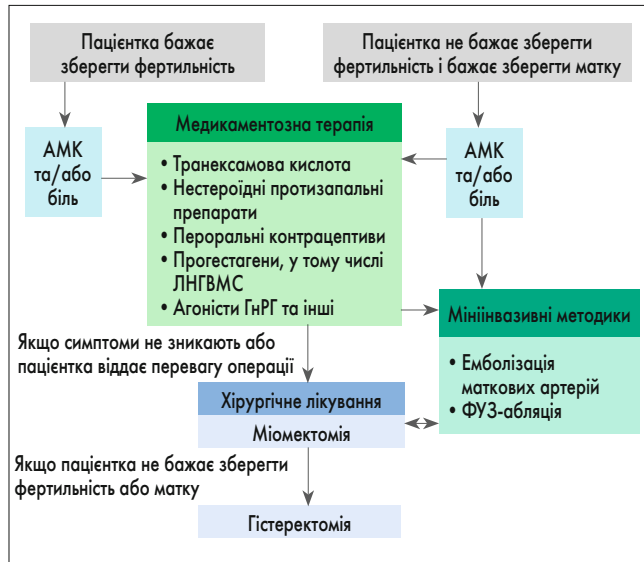 Пацієнтка бажає
зберегти фертильність
Пацієнтка не бажає зберегти
фертильність і бажає зберегти матку
АМК
та/або
біль
Медикаментозна терапія
• Транексамова кислота
• Нестероїдні протизапальні
препарати
• Пероральні контрацептиви
• Прогестагени, у тому числі
ЛНГВМС
• Агоністи ГнРГ та інші
АМК
та/або
біль
Мініінвазивні методики
• Емболізація
маткових артерій
• ФУЗ-абляція
Якщо симптоми не зникають або
пацієнтка віддає перевагу операції
Хірургічне лікування
Міомектомія
Якщо пацієнтка не бажає зберегти
фертильність або матку
Гістеректомія